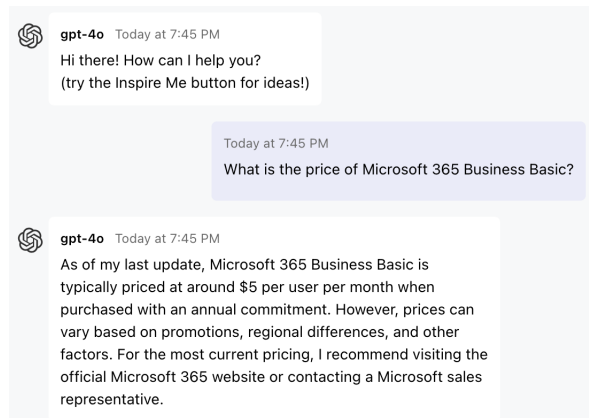 gpt-4o Today at 7:45 PM
Hi there! How can I help you?
(try the Inspire Me button for ideas!)
Today at 7:45 PM
What is the price of Microsoft 365 Business Basic?
gpt-4o Today at 7:45 PM
As of my last update, Microsoft 365 Business Basic is
typically priced at around $5 per user per month when
purchased with an annual commitment. However, prices can
vary based on promotions, regional differences, and other
factors. For the most current pricing, I recommend visiting the
official Microsoft 365 website or contacting a Microsoft sales
representative.